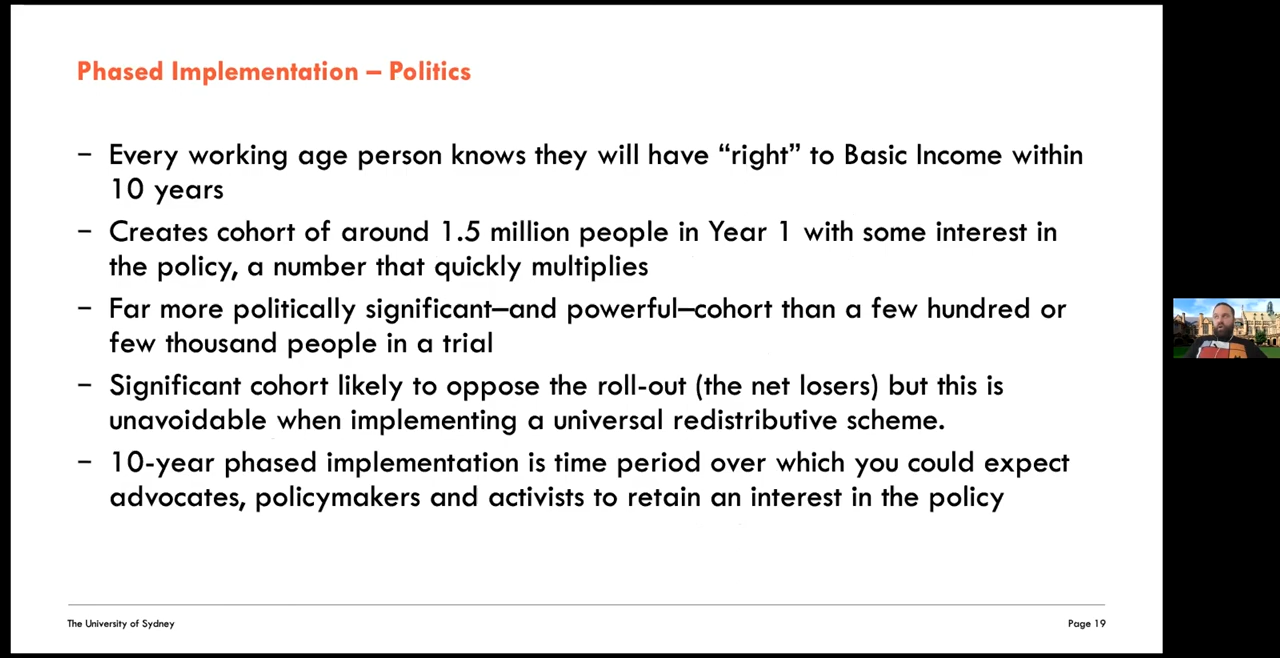 Phased Implementation – Politics
– Every working age person knows they will have “right” to Basic Income within
10 years
– Creates cohort of around 1.5 million people in Year 1 with some interest in
the policy, a number that quickly multiplies
– Far more politically significant—and powerful—cohort than a few hundred or
few thousand people in a trial
– Significant cohort likely to oppose the roll-out (the net losers) but this is
unavoidable when implementing a universal redistributive scheme.
– 10-year phased implementation is time period over which you could expect
advocates, policymakers and activists to retain an interest in the policy
The University of Sydney
Page 19